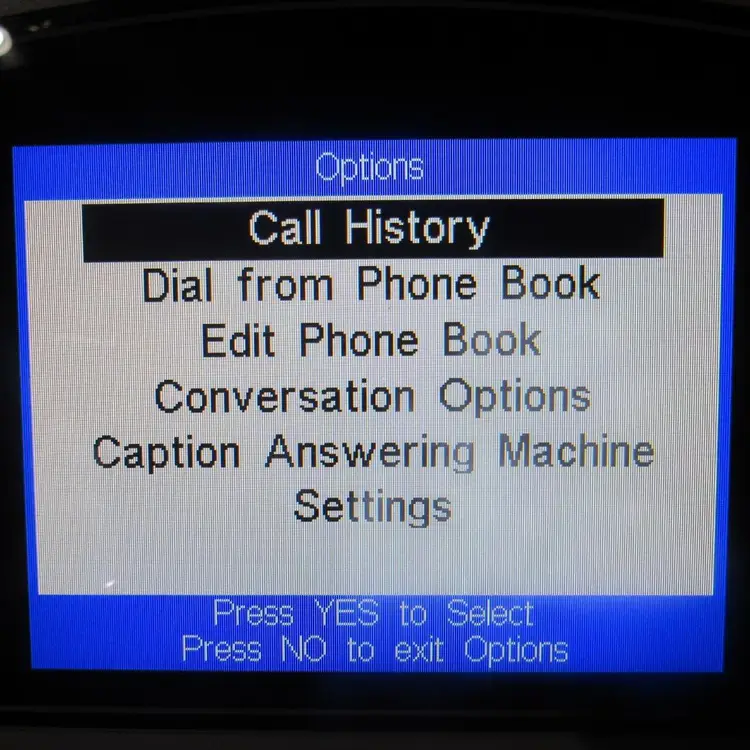 Options
Call History
Dial from Phone Book
Edit Phone Book
Conversation Options
Caption Answering Machine
Settings
Press YES to Select
Press NO to exit Options